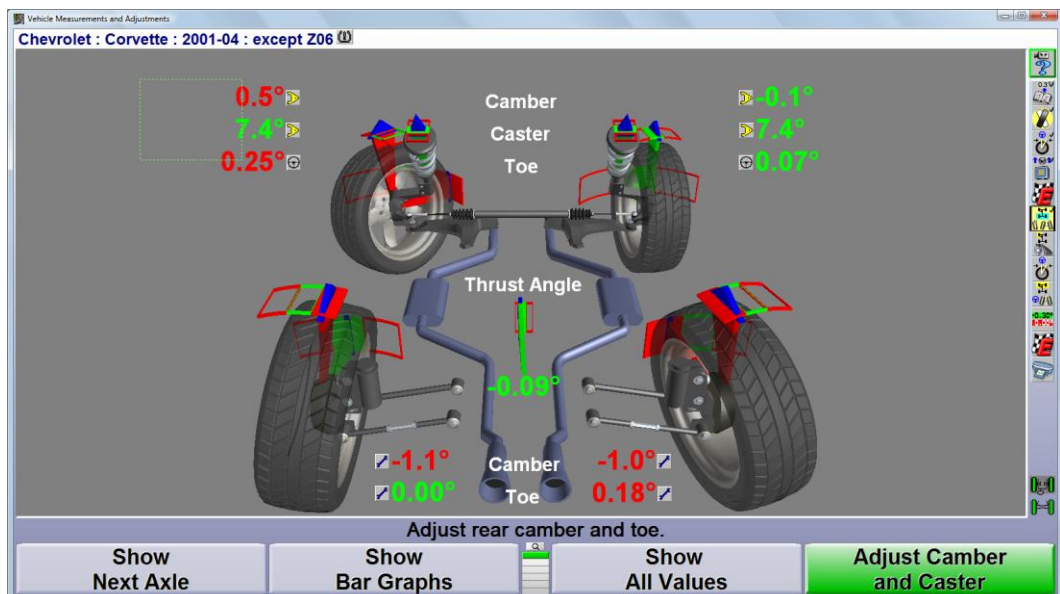 Vehicle Measurements and Adjustments
Chevrolet : Corvette : 2001-04 : except Z06
0.5° Camber -0.1°
7.4° Caster 7.4°
0.25° Toe 0.07°
Thrust Angle
-0.09°
-1.1° Camber -1.0°
0.00° Toe 0.18°
Adjust rear camber and toe.
Show
Next Axle
Show
Bar Graphs
Show
All Values
Adjust Camber
and Caster